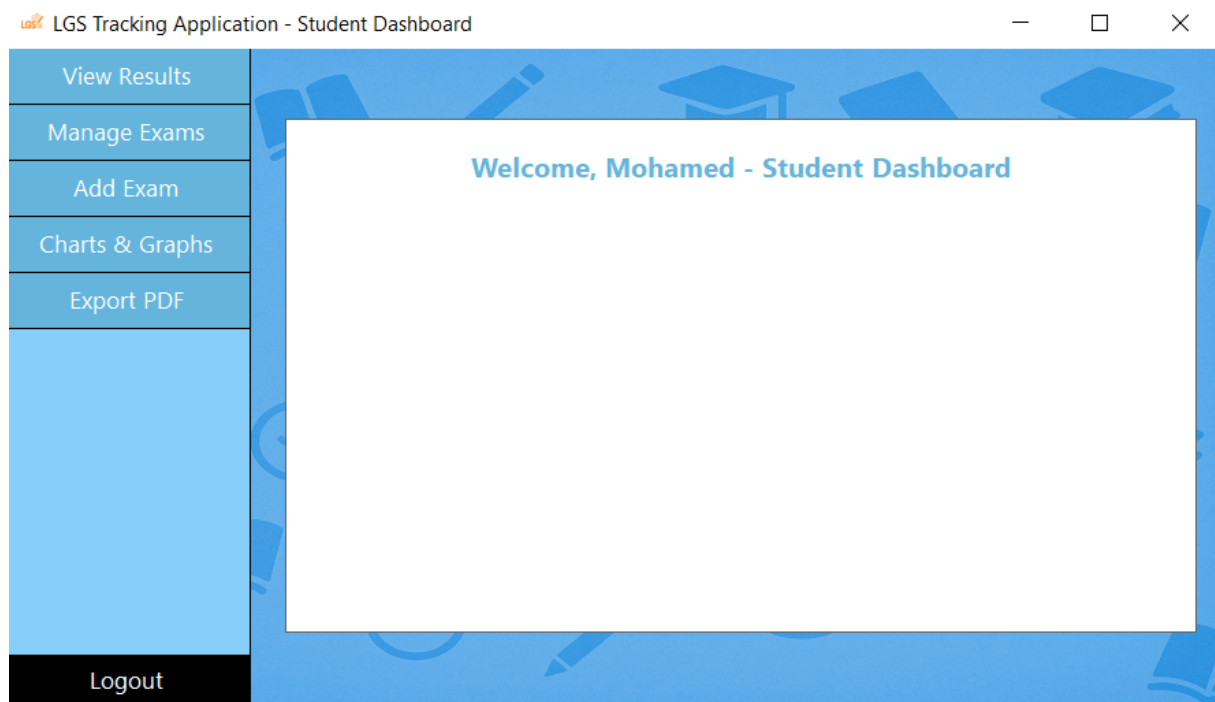 LGS LGS Tracking Application - Student Dashboard
View Results
Manage Exams
Add Exam
Charts & Graphs
Export PDF
Logout
Welcome, Mohamed - Student Dashboard